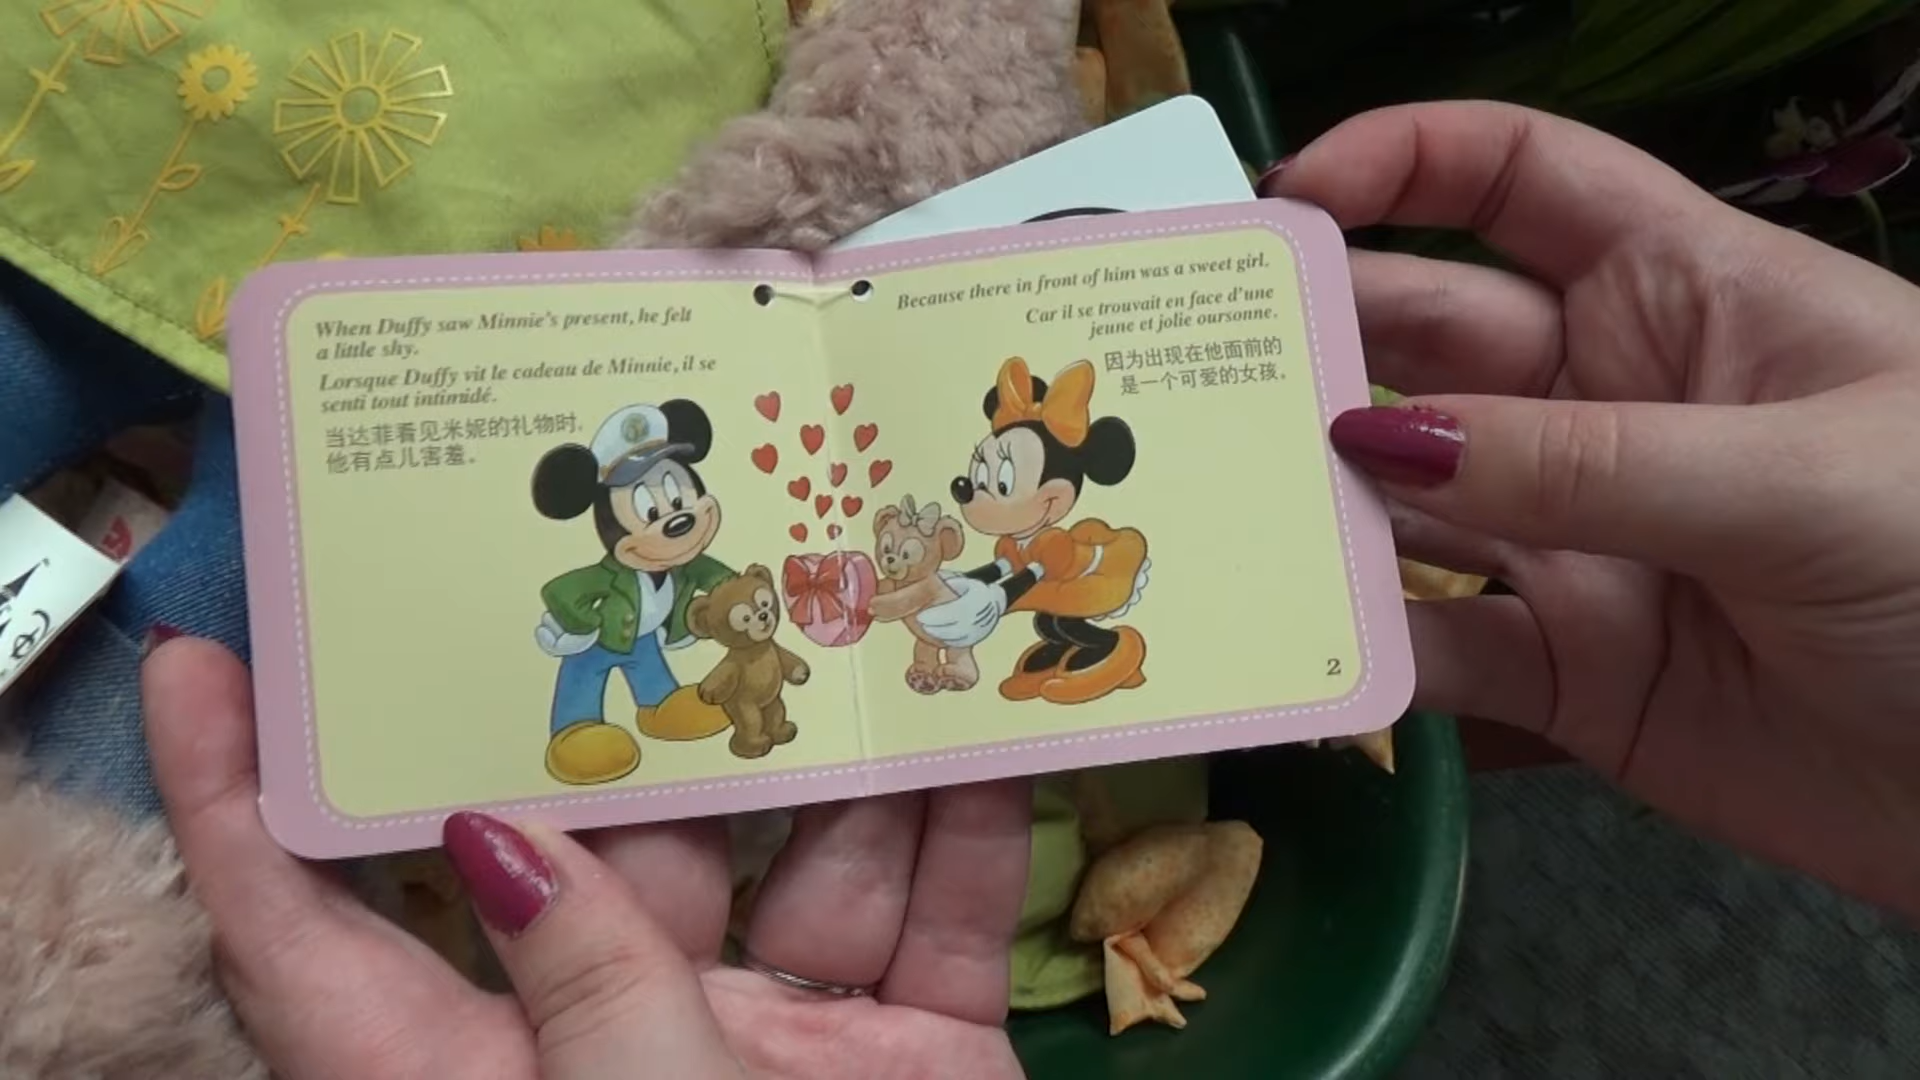 When Duffy saw Minnie's present, he felt
a little shy.
Lorsque Duffy vit le cadeau de Minnie, il se
senti tout intimidé.
当达菲看见米妮的礼物时,
他有点儿害羞。
Because there in front of him was a sweet girl.
Car il se trouvait en face d'une
jeune et jolie oursonne.
因为出现在他面前的
是一个可爱的女孩。
2